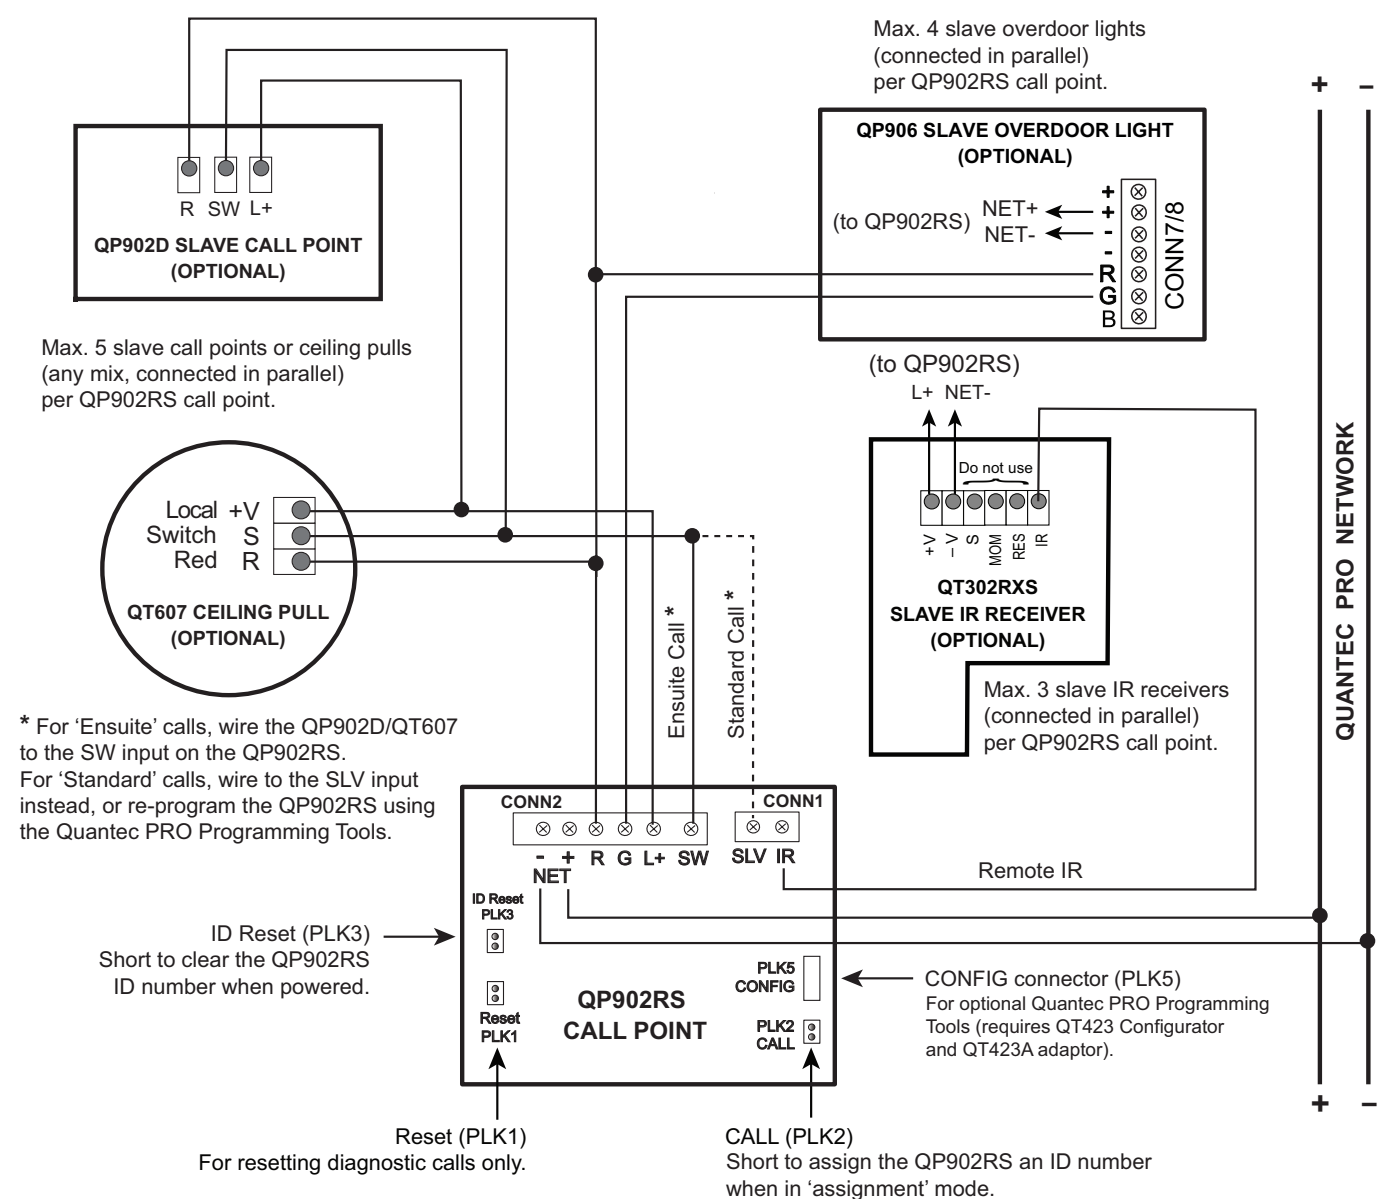 Max. 4 slave overdoor lights
(connected in parallel)
per QP902RS call point.
+ –
QP906 SLAVE OVERDOOR LIGHT
(OPTIONAL)
(to QP902RS)
NET+
NET-
+
+
-
-
R
G
B
CONN7/8
R SW L+
QP902D SLAVE CALL POINT
(OPTIONAL)
Max. 5 slave call points or ceiling pulls
(any mix, connected in parallel)
per QP902RS call point.
(to QP902RS)
L+ NET-
Do not use
+V
–V
S
MOM
RES
IR
QT302RXS
SLAVE IR RECEIVER
(OPTIONAL)
Max. 3 slave IR receivers
(connected in parallel)
per QP902RS call point.
QUANTEC PRO NETWORK
Local +V
Switch S
Red R
QT607 CEILING PULL
(OPTIONAL)
Ensuite Call *
Standard Call *
* For ‘Ensuite’ calls, wire the QP902D/QT607
to the SW input on the QP902RS.
For ‘Standard’ calls, wire to the SLV input
instead, or re-program the QP902RS using
the Quantec PRO Programming Tools.
CONN2
CONN1
- + R G L+ SW
NET
SLV IR
Remote IR
ID Reset
PLK3
ID Reset (PLK3)
Short to clear the QP902RS
ID number when powered.
Reset
PLK1
QP902RS
CALL POINT
PLK5
CONFIG
PLK2
CALL
CONFIG connector (PLK5)
For optional Quantec PRO Programming
Tools (requires QT423 Configurator
and QT423A adaptor).
+ –
Reset (PLK1)
For resetting diagnostic calls only.
CALL (PLK2)
Short to assign the QP902RS an ID number
when in ‘assignment’ mode.